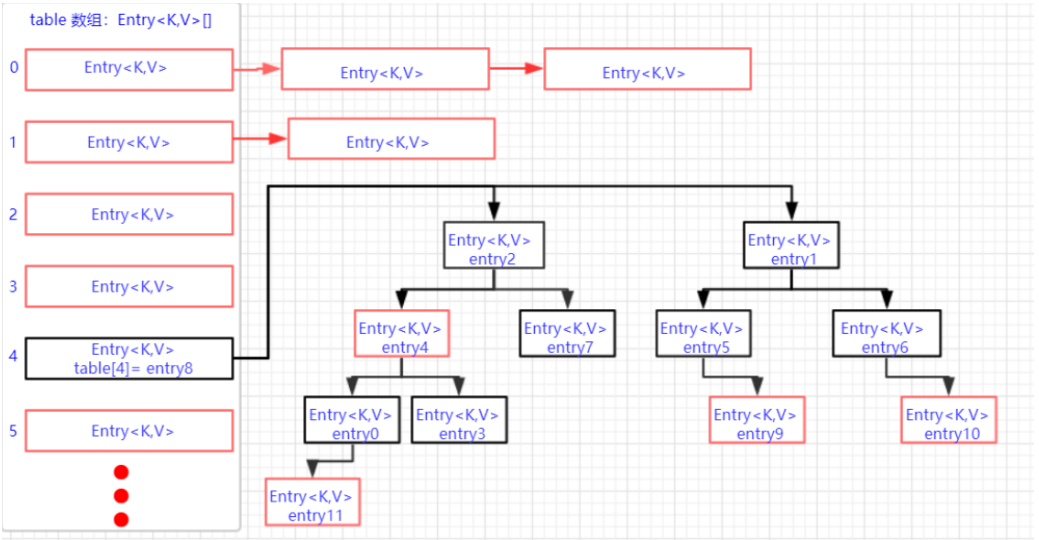 table 数组：Entry<K,V>[]
0
Entry<K,V>
Entry<K,V>
Entry<K,V>
1
Entry<K,V>
Entry<K,V>
2
Entry<K,V>
Entry<K,V>
entry2
Entry<K,V>
entry1
3
Entry<K,V>
Entry<K,V>
entry4
Entry<K,V>
entry7
Entry<K,V>
entry5
Entry<K,V>
entry6
4
Entry<K,V>
table[4]= entry8
5
Entry<K,V>
Entry<K,V>
entry0
Entry<K,V>
entry3
Entry<K,V>
entry9
Entry<K,V>
entry10
Entry<K,V>
entry11